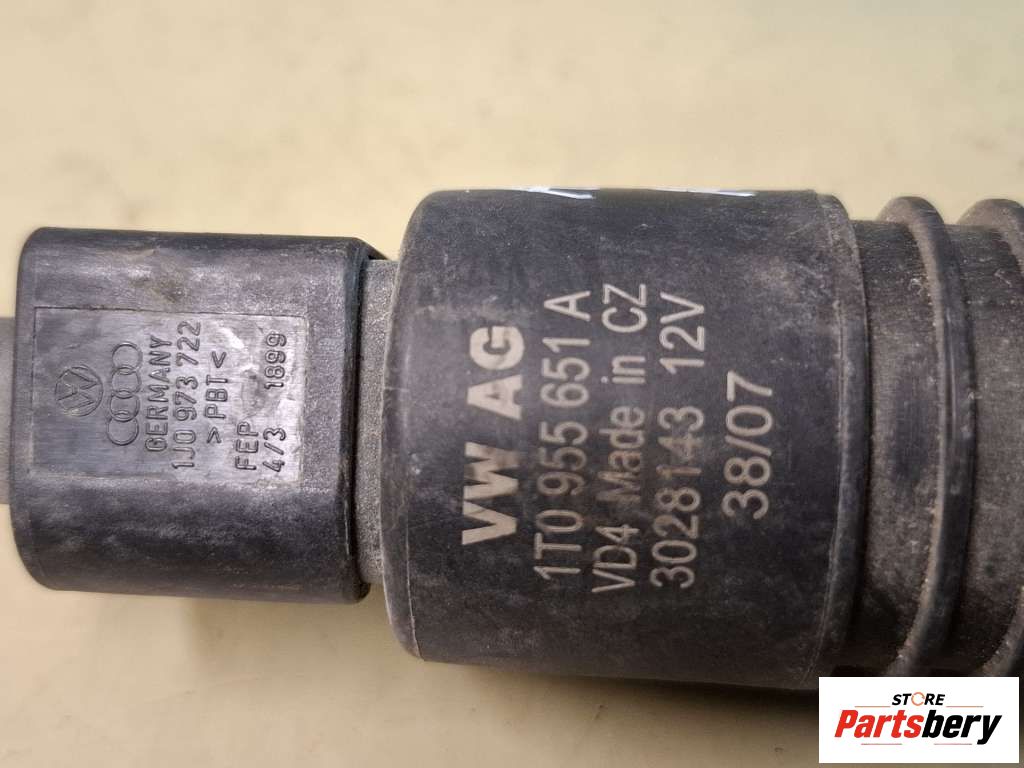 GERMANY
1J0 973 722
>PBT<
FEP
4/3 1899
VW AG
1T0 955 651 A
VD4 Made in CZ
3028143 12V
38/07
STORE
Partsbery